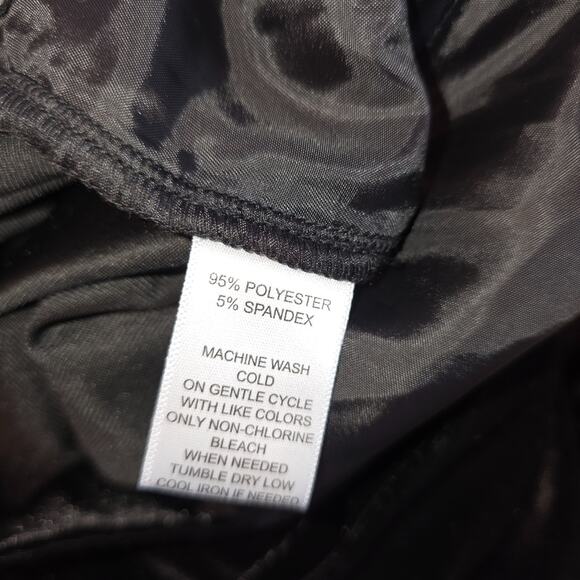 95% POLYESTER
5% SPANDEX
MACHINE WASH
COLD
ON GENTLE CYCLE
WITH LIKE COLORS
ONLY NON-CHLORINE
BLEACH
WHEN NEEDED
TUMBLE DRY LOW
COOL IRON IF NEEDED